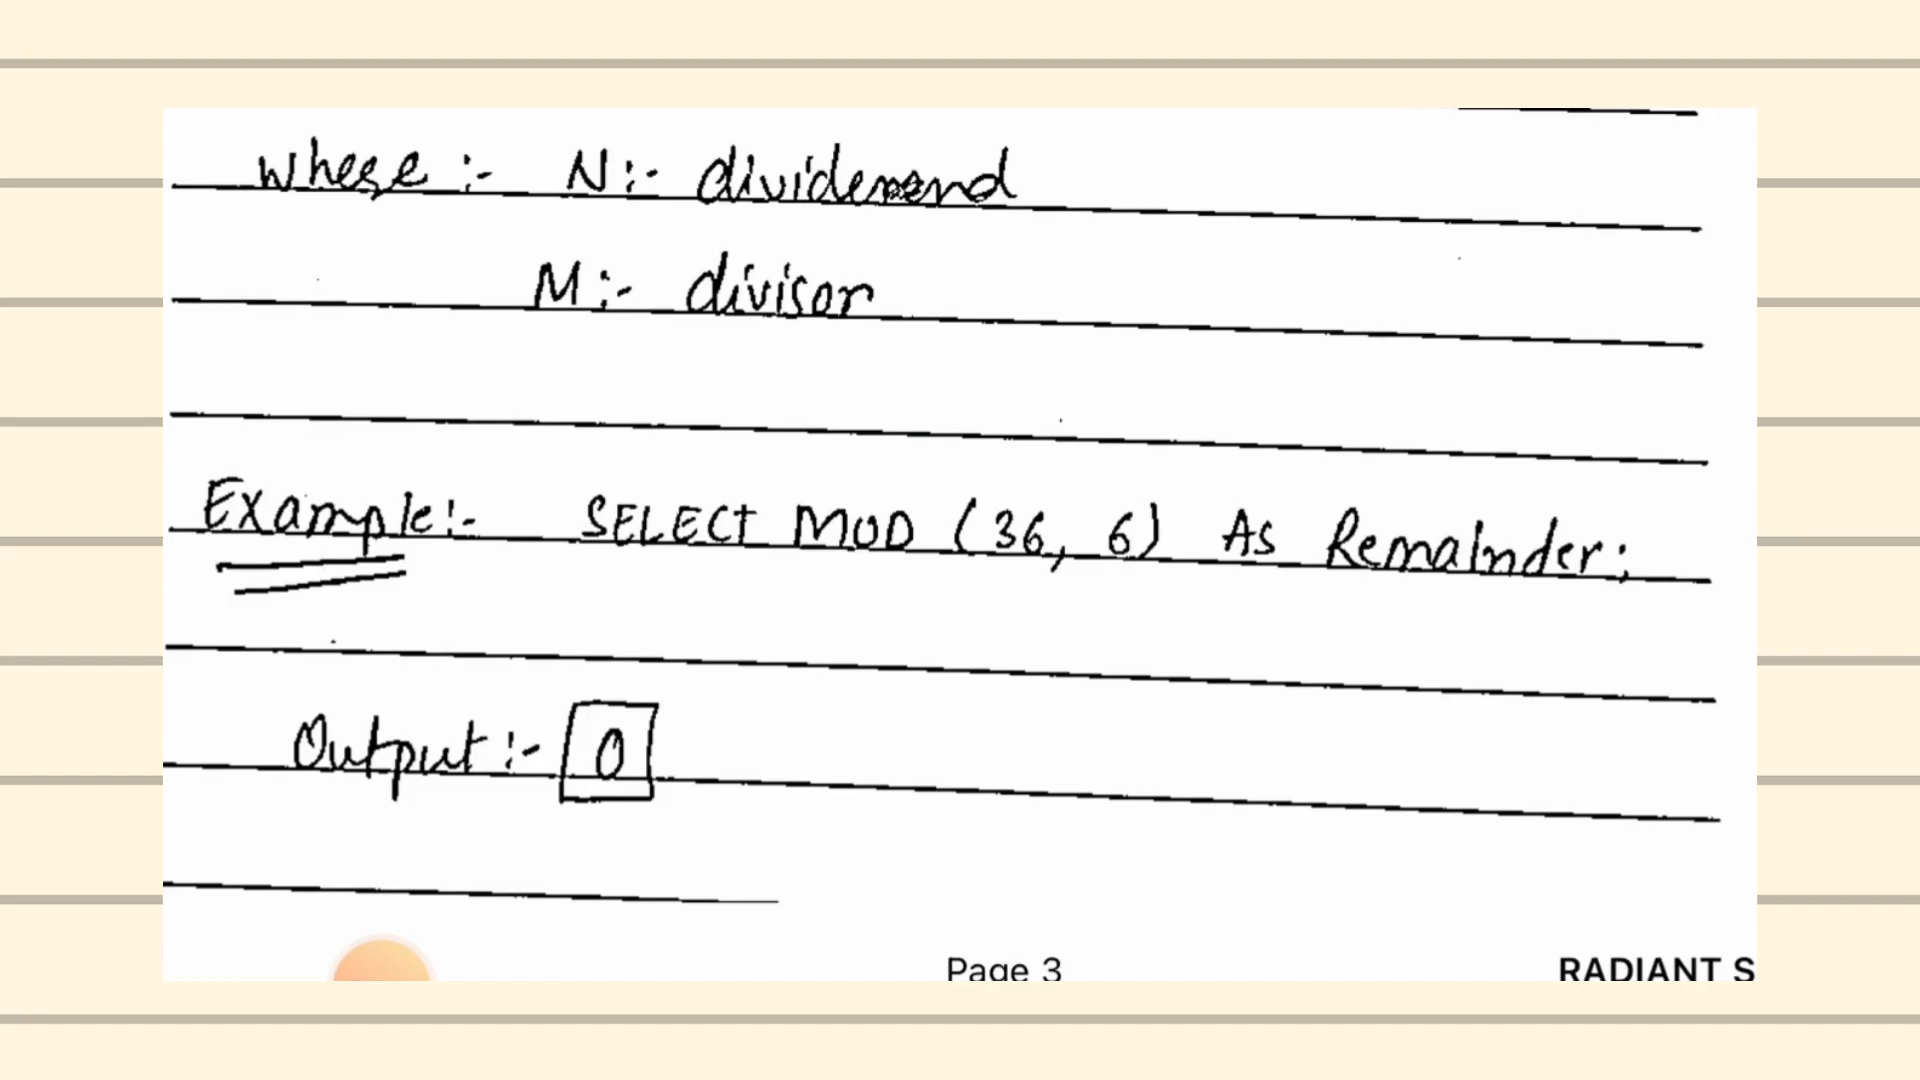 where :- N:- dividend
M:- divisor
Example:- SELECT MOD (36, 6) As Remainder;
Output:- 0
Page 3
RADIANT S